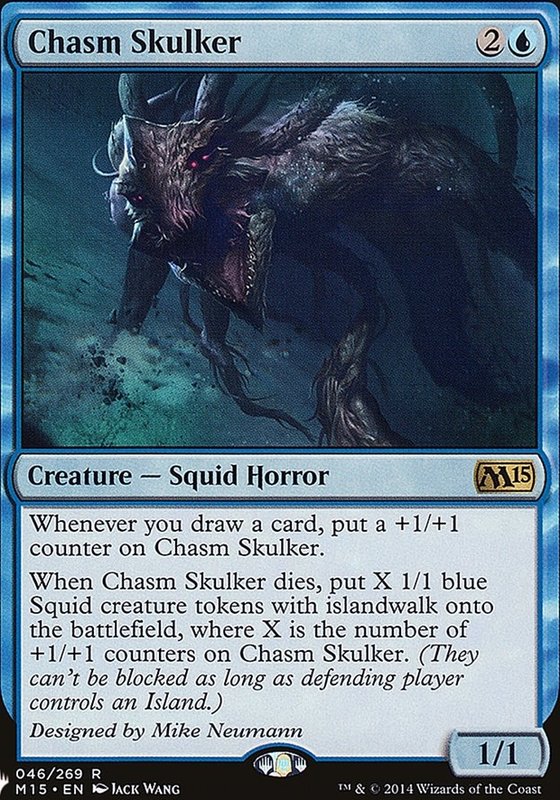 Chasm Skulker 2
Creature — Squid Horror M15
Whenever you draw a card, put a +1/+1
counter on Chasm Skulker.
When Chasm Skulker dies, put X 1/1 blue
Squid creature tokens with islandwalk onto
the battlefield, where X is the number of
+1/+1 counters on Chasm Skulker. (They
can't be blocked as long as defending player
controls an Island.)
Designed by Mike Neumann
1/1
046/269 R
M15 • EN Jack Wang
™ & © 2014 Wizards of the Coast